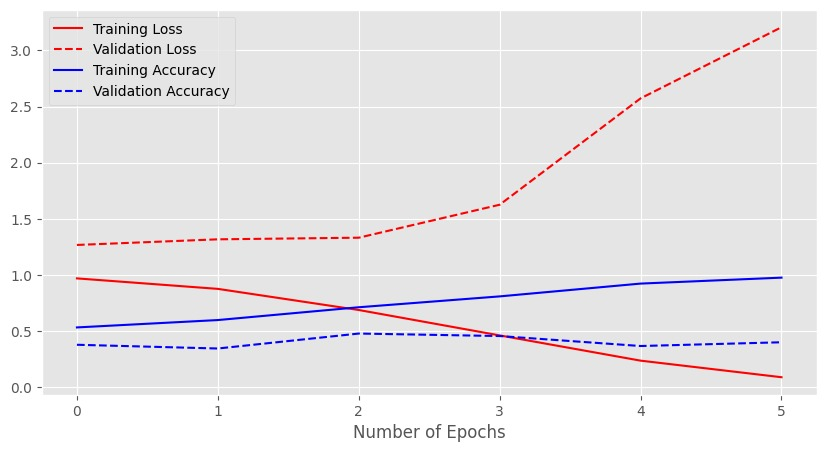 Training Loss
Validation Loss
Training Accuracy
Validation Accuracy
3.0
2.5
2.0
1.5
1.0
0.5
0.0
0 1 2 3 4 5
Number of Epochs